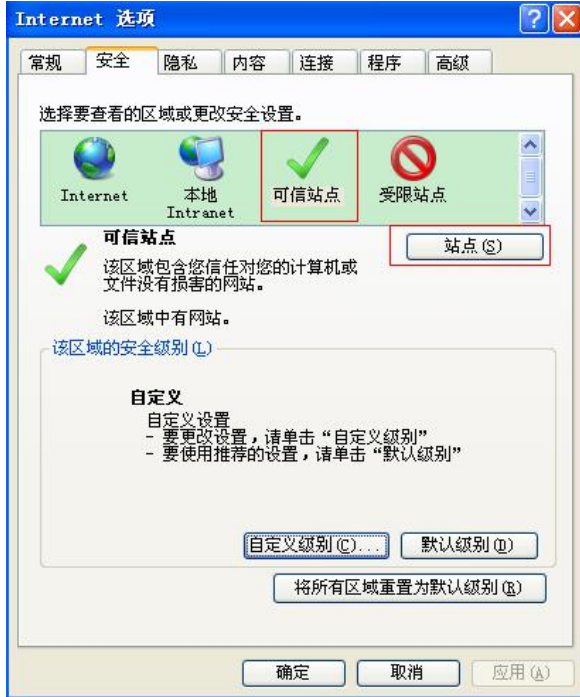 Internet 选项
常规 安全 隐私 内容 连接 程序 高级
选择要查看的区域或更改安全设置。
Internet 本地 Intranet 可信站点 受限站点
可信站点
站点(S)
该区域包含您信任对您的计算机或
文件没有损害的网站。
该区域中有网站。
该区域的安全级别(L)
自定义
自定义设置
- 要更改设置，请单击“自定义级别”
- 要使用推荐的设置，请单击“默认级别”
自定义级别(C)... 默认级别(D)
将所有区域重置为默认级别(R)
确定 取消 应用(A)